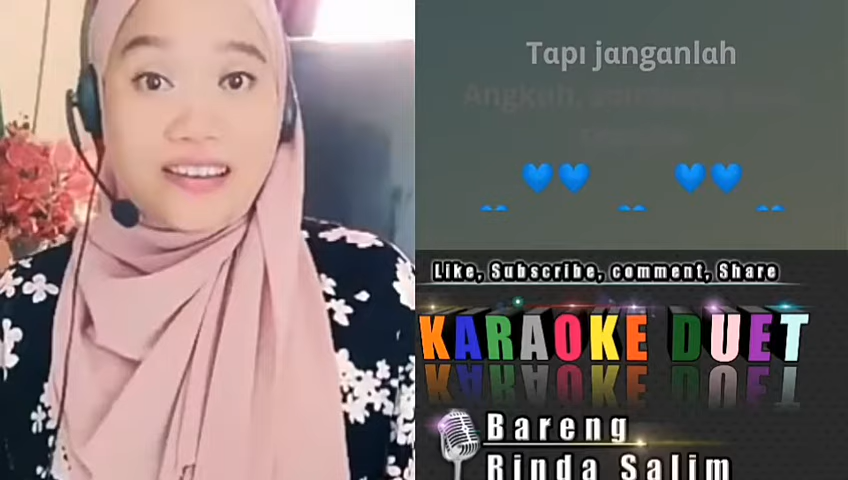 Tapi janganlah
Like, Subscribe, comment, Share
KARAOKE DUET
Bareng
Rinda Salim